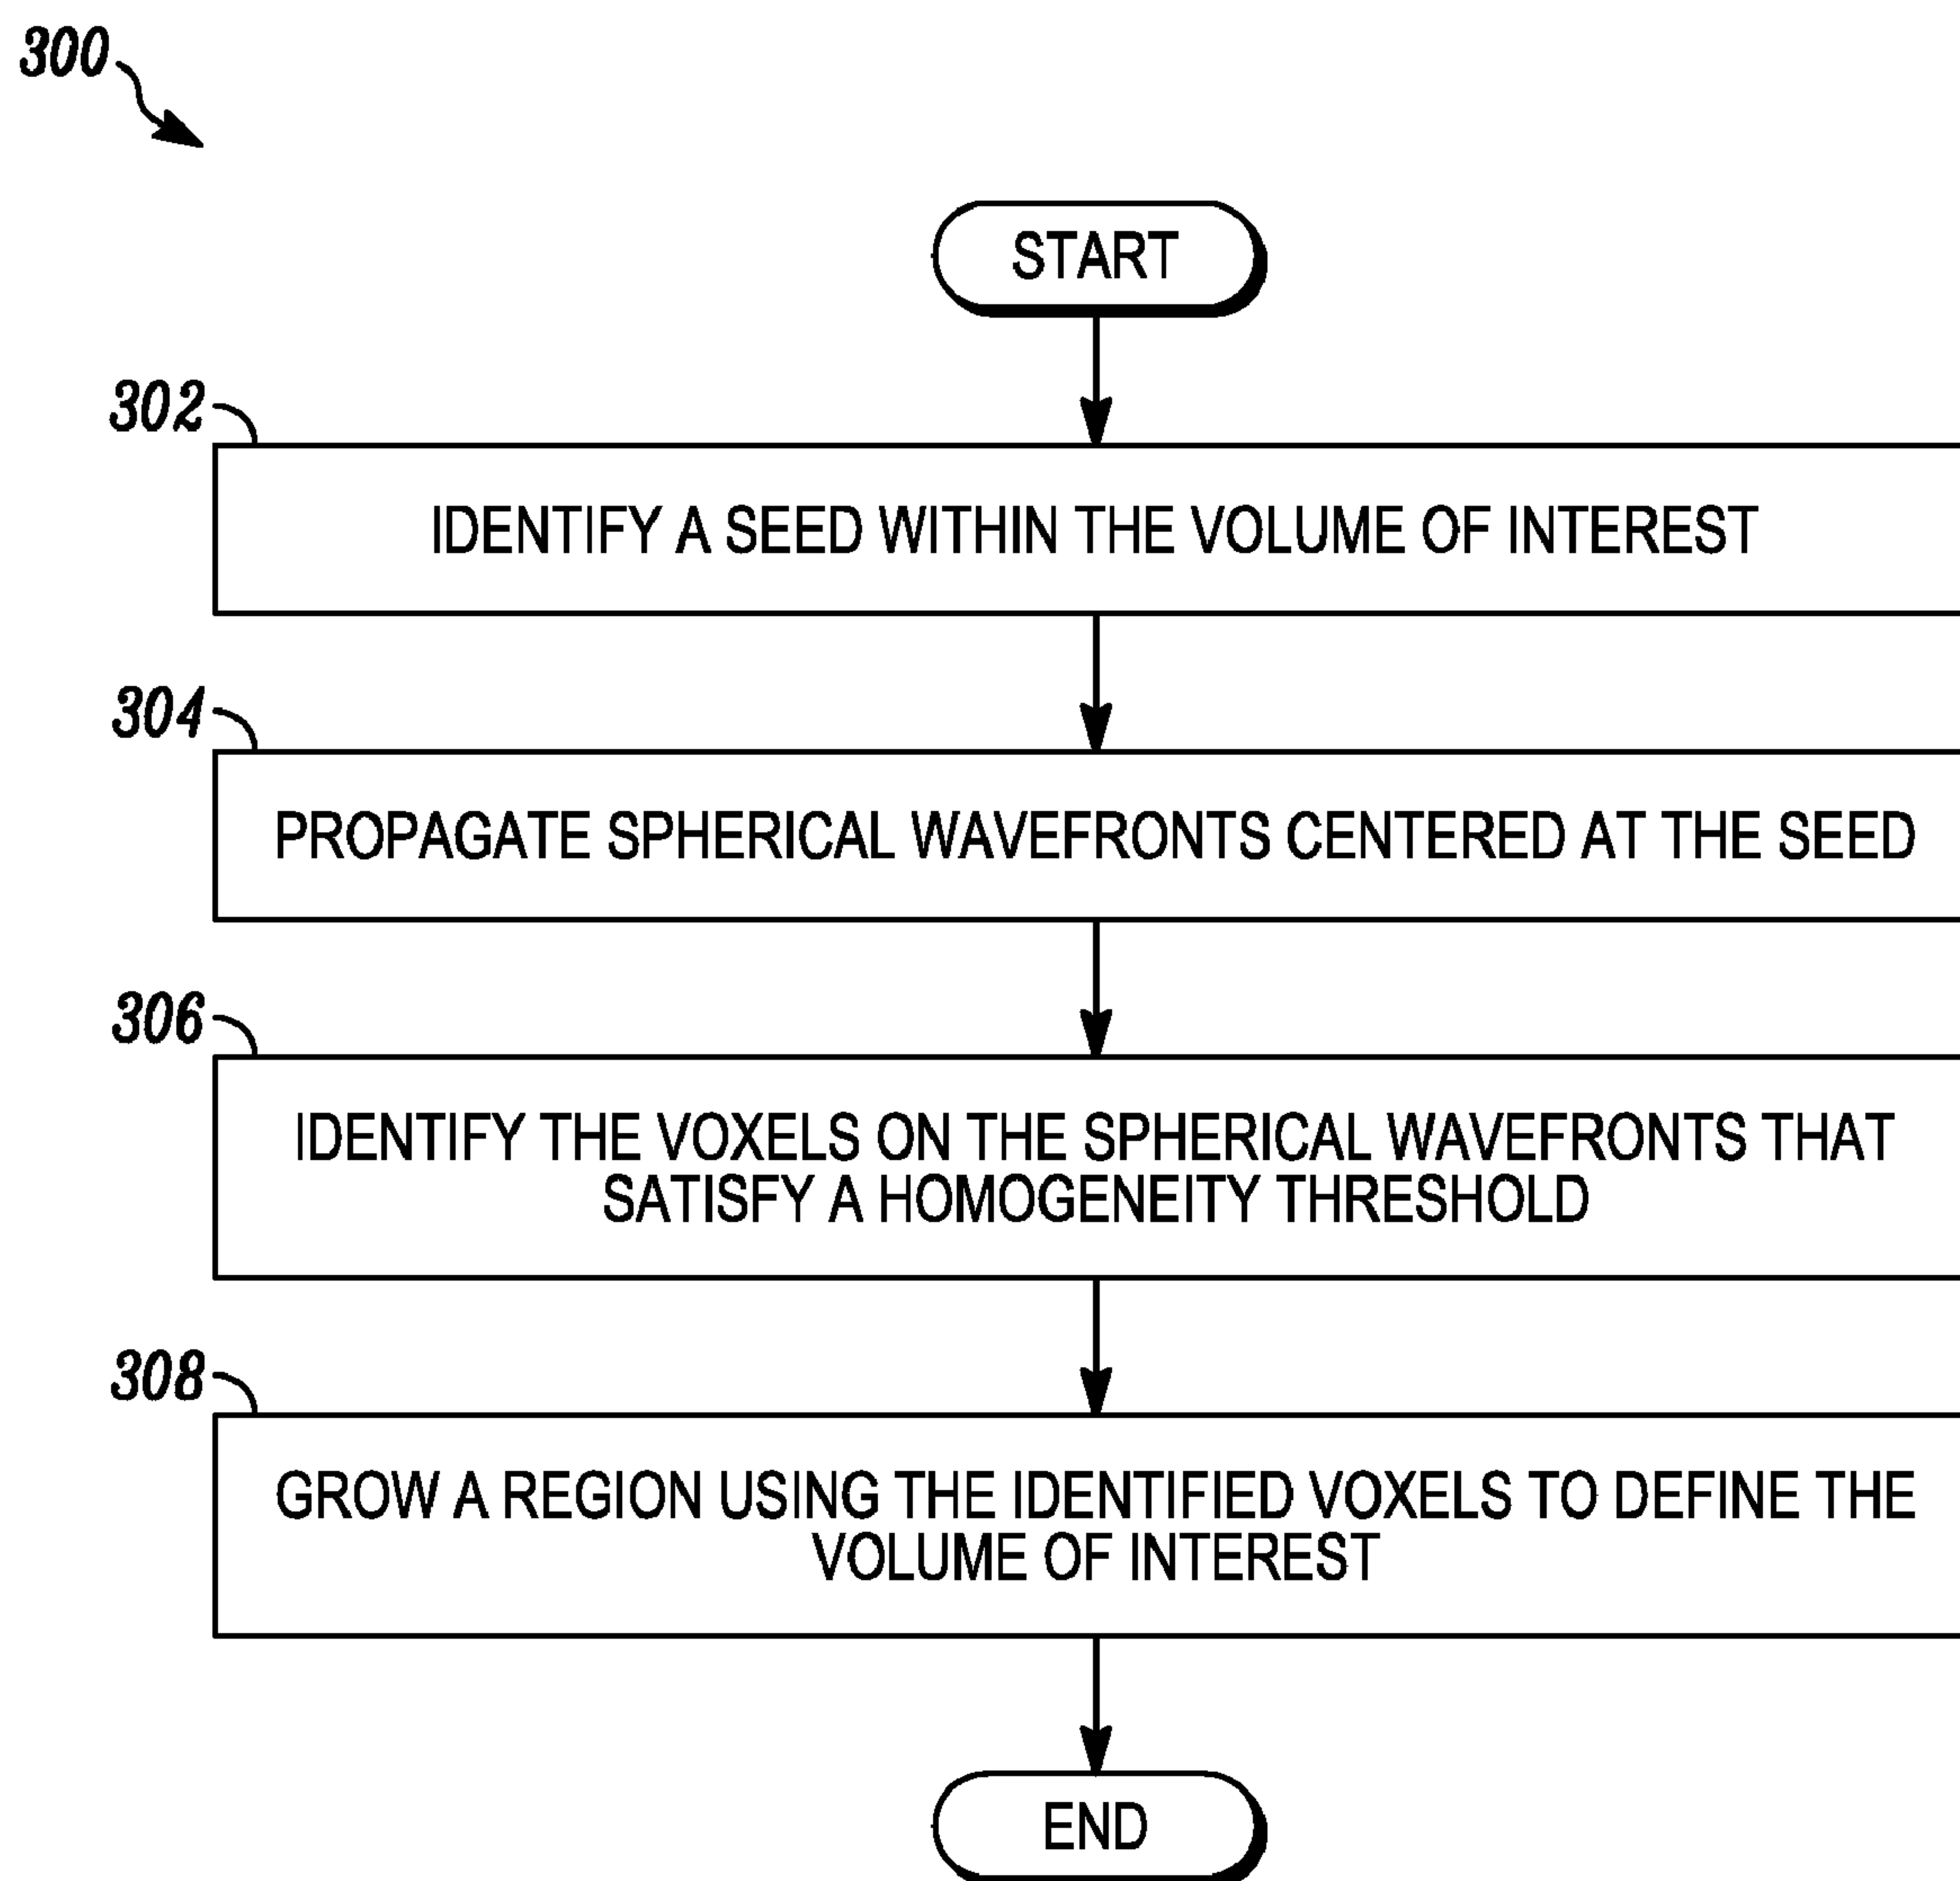 300
START
302
IDENTIFY A SEED WITHIN THE VOLUME OF INTEREST
304
PROPAGATE SPHERICAL WAVEFRONTS CENTERED AT THE SEED
306
IDENTIFY THE VOXELS ON THE SPHERICAL WAVEFRONTS THAT
SATISFY A HOMOGENEITY THRESHOLD
308
GROW A REGION USING THE IDENTIFIED VOXELS TO DEFINE THE
VOLUME OF INTEREST
END